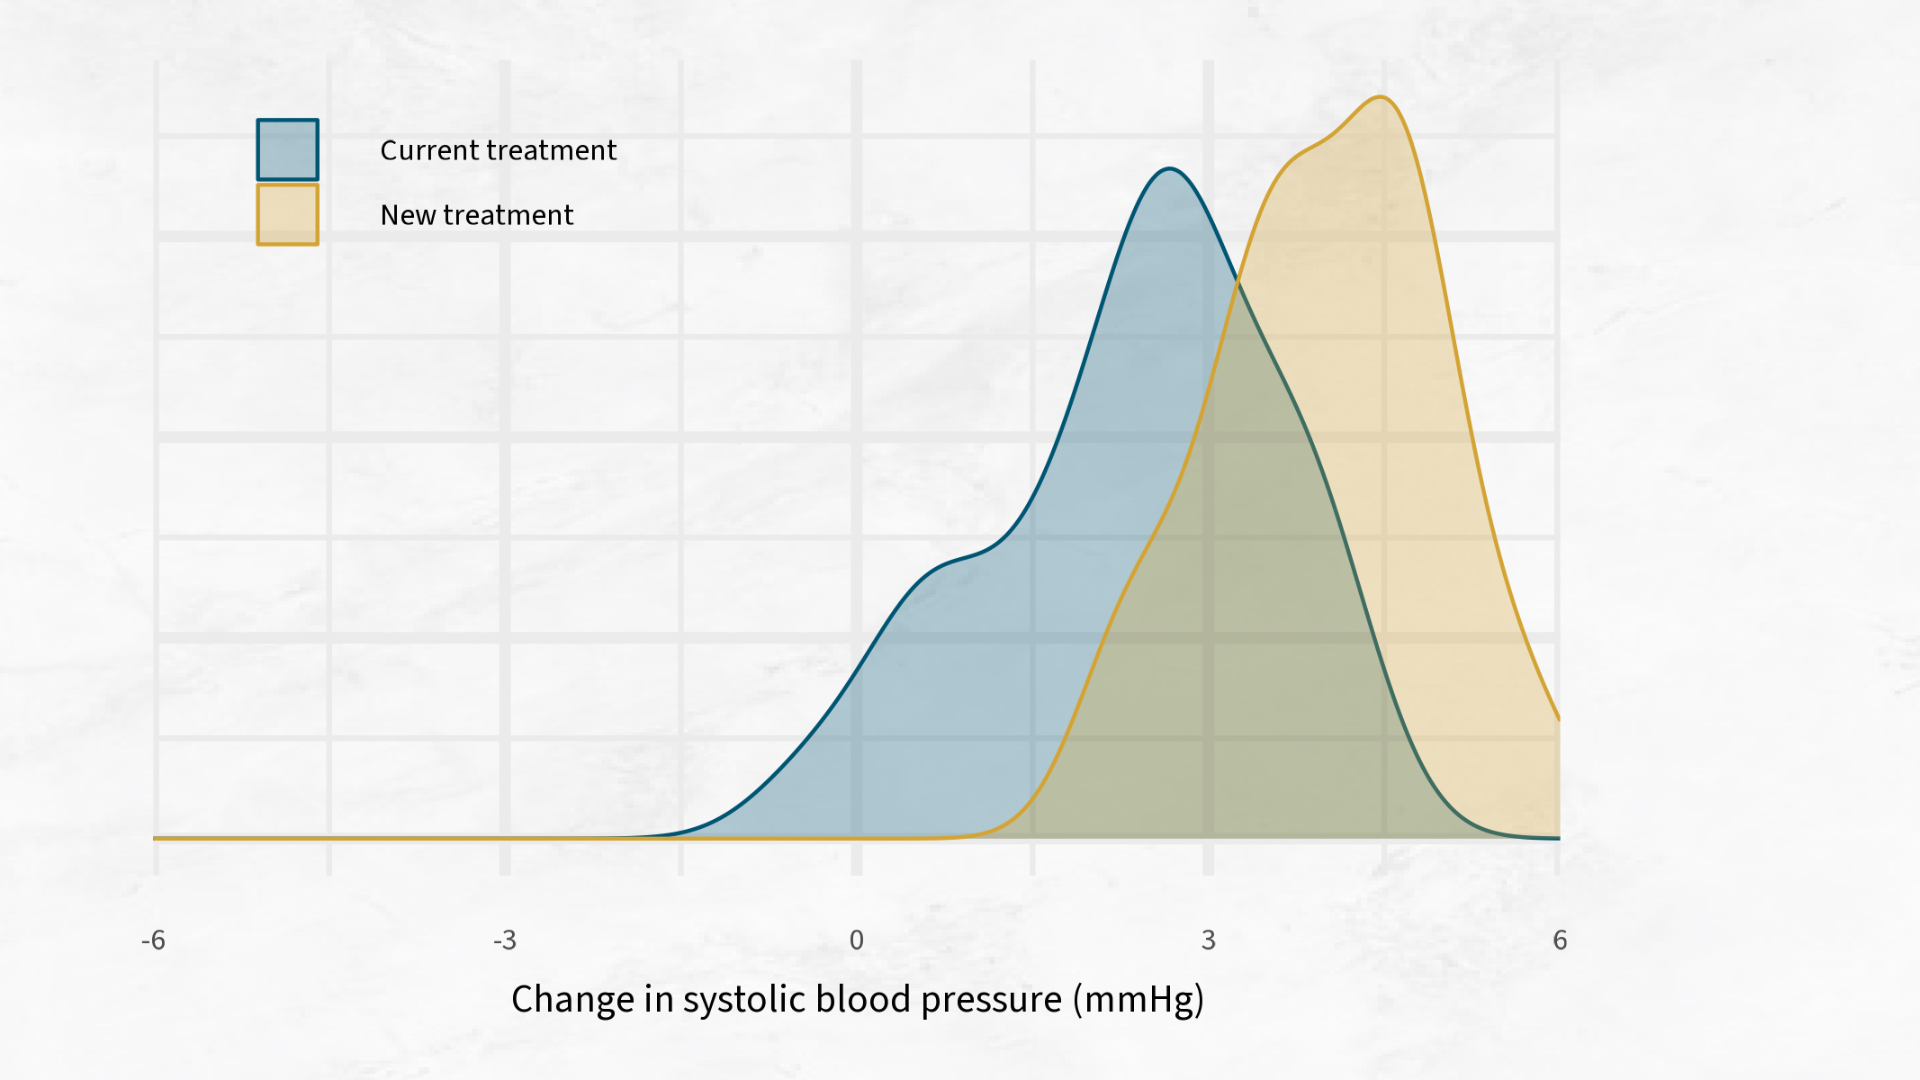 Current treatment
New treatment
-6 -3 0 3 6
Change in systolic blood pressure (mmHg)